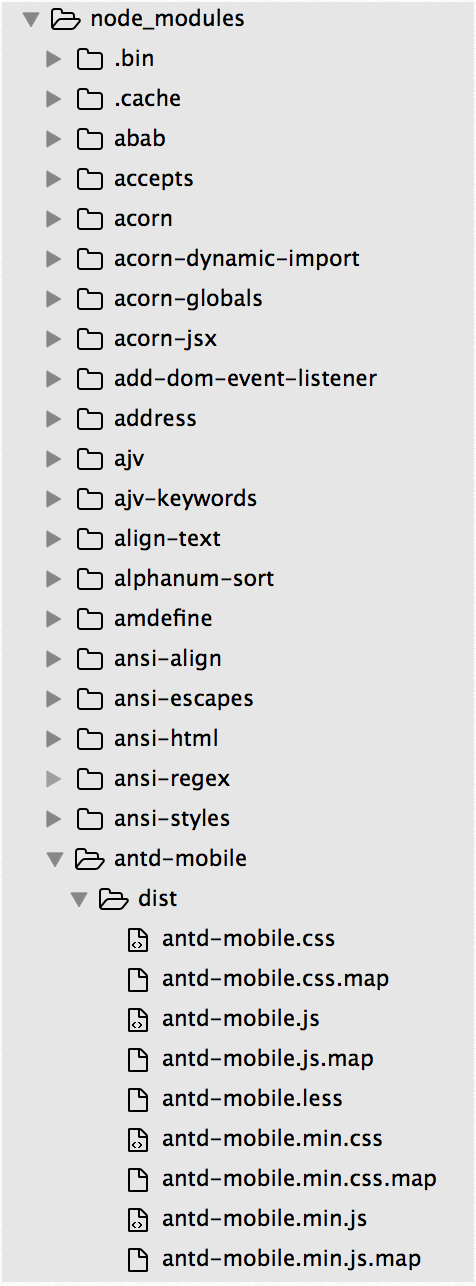 node_modules
.bin
.cache
abab
accepts
acorn
acorn-dynamic-import
acorn-globals
acorn-jsx
add-dom-event-listener
address
ajv
ajv-keywords
align-text
alphanum-sort
amdefine
ansi-align
ansi-escapes
ansi-html
ansi-regex
ansi-styles
antd-mobile
dist
antd-mobile.css
antd-mobile.css.map
antd-mobile.js
antd-mobile.js.map
antd-mobile.less
antd-mobile.min.css
antd-mobile.min.css.map
antd-mobile.min.js
antd-mobile.min.js.map